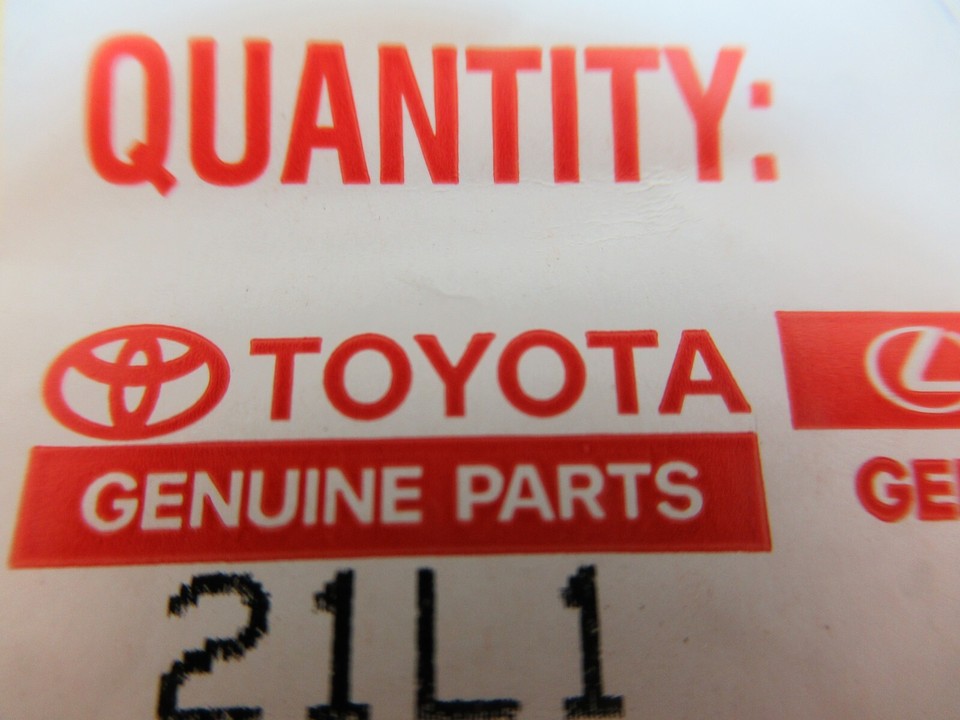 QUANTITY:
TOYOTA
GENUINE PARTS
21L1